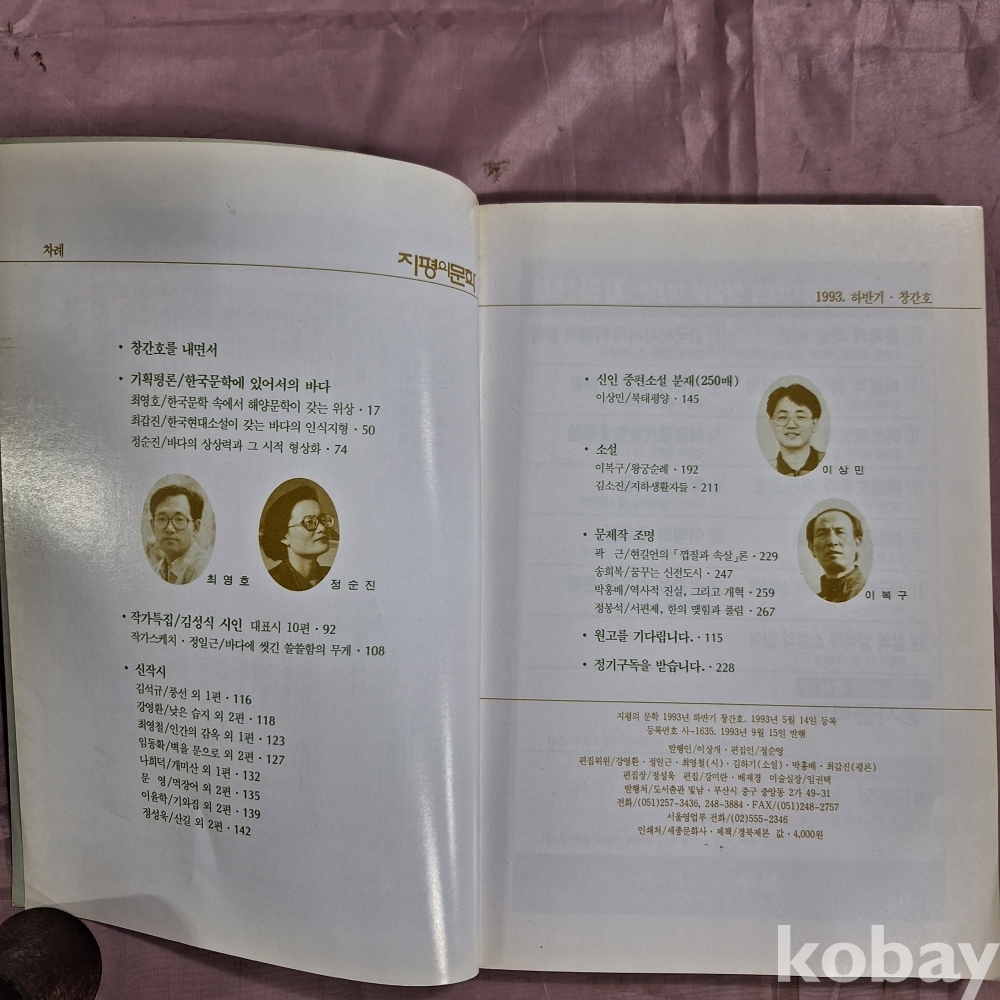 차례
지평의문학
• 창간호를 내면서
• 기획평론/한국문학에 있어서의 바다
최영호/한국문학 속에서 해양문학이 갖는 위상 · 17
최갑진/한국현대소설이 갖는 바다의 인식지형 · 50
정순진/바다의 상상력과 그 시적 형상화 · 74
최영호
정순진
• 작가특집/김성식 시인 대표시 10편 · 92
작가스케치 · 정일근/바다에 씻긴 쓸쓸함의 무게 · 108
• 신작시
김석규/풍선 외 1편 · 116
강영환/낮은 습지 외 2편 · 118
최영철/인간의 감옥 외 1편 · 123
임동확/벽을 문으로 외 2편 · 127
나희덕/개미산 외 1편 · 132
문 영/먹장어 외 2편 · 135
이윤학/기와집 외 2편 · 139
정성욱/산길 외 2편 · 142
1993. 하반기 · 창간호
• 신인 중편소설 분재(250매)
이상민/북태평양 · 145
이상민
• 소설
이복구/왕궁순례 · 192
김소진/지하생활자들 · 211
• 문제작 조명
곽 근/현길언의 「껍질과 속살」론 · 229
송희복/꿈꾸는 신전도시 · 247
박홍배/역사적 진실, 그리고 개혁 · 259
정봉석/서편제, 한의 맺힘과 풀림 · 267
이복구
• 원고를 기다립니다. · 115
• 정기구독을 받습니다. · 228
지평의 문학 1993년 하반기 창간호. 1993년 5월 14일 등록
등록번호 사-1635. 1993년 9월 15일 발행
발행인/이상개 · 편집인/정순영
편집위원/강영환 · 정일근 · 최영철(시) · 김하기(소설) · 박홍배 · 최갑진(평론)
편집장/정성욱 편집/강미란 · 배재경 미술실장/임권택
발행처/도서출판 빛남 · 부산시 중구 중앙동 2가 49-31
전화/(051)257-3436, 248-3884 · FAX/(051)248-2757
서울영업부 전화/(02)555-2346
인쇄처/세종문화사 · 제책/경북제본 값 · 4,000원
kobay